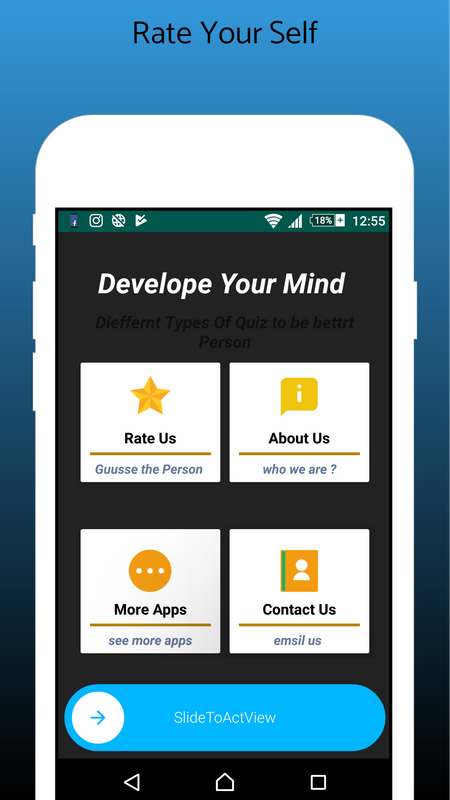 Rate Your Self
18%
12:55
Develope Your Mind
Dieffernt Types Of Quiz to be bettrt
Person
Rate Us
About Us
Guusse the Person
who we are ?
More Apps
Contact Us
see more apps
emsil us
SlideToActView